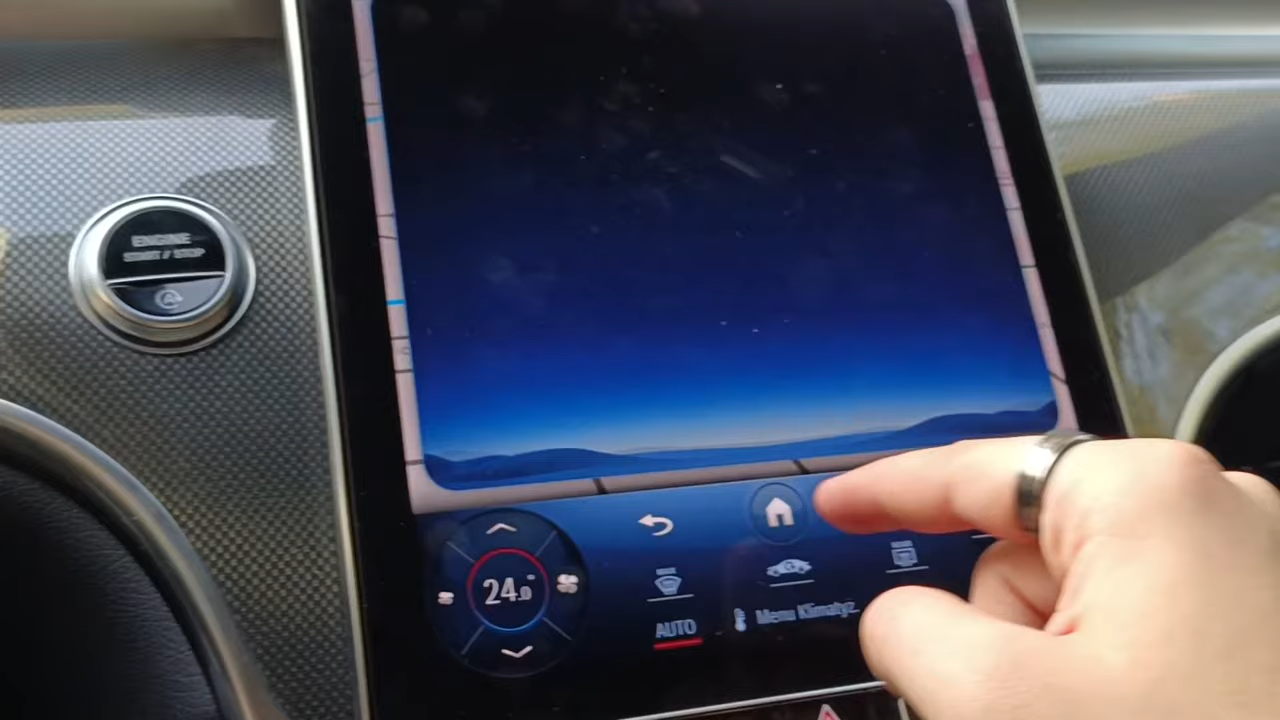 ENGINE
START / STOP
A
24.0°
AUTO
Menu Klimatyz.